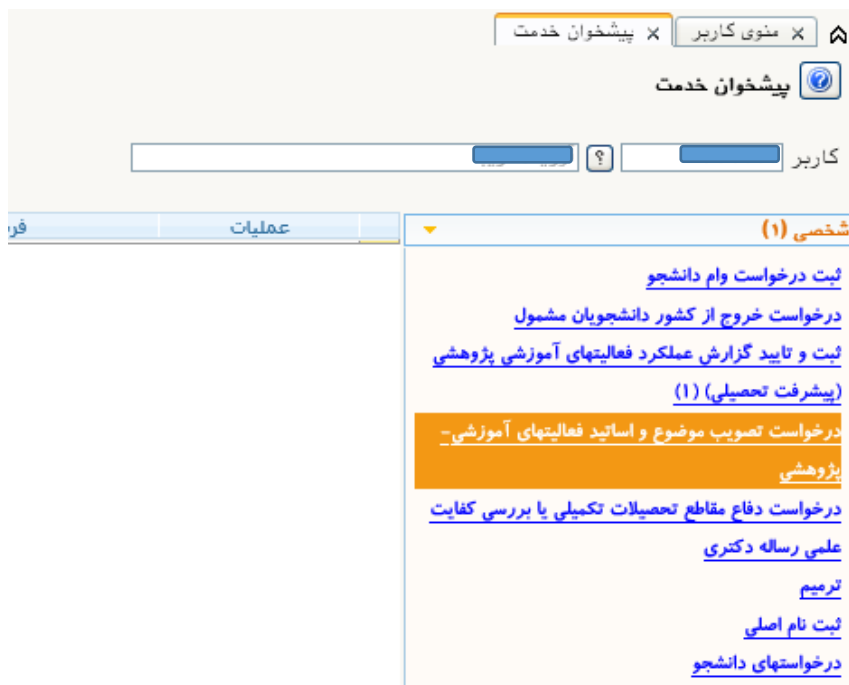 منوی کاربر
پیشخوان خدمت
پیشخوان خدمت
کاربر
؟
شخصی (۱)
عملیات
ثبت درخواست وام دانشجو
درخواست خروج از کشور دانشجویان مشمول
ثبت و تایید گزارش عملکرد فعالیتهای آموزشی پژوهشی
(پیشرفت تحصیلی) (۱)
درخواست تصویب موضوع و اساتید فعالیتهای آموزشی-
پژوهشی
درخواست دفاع مقاطع تحصیلات تکمیلی یا بررسی کفایت
علمی رساله دکتری
ترمیم
ثبت نام اصلی
درخواستهای دانشجو